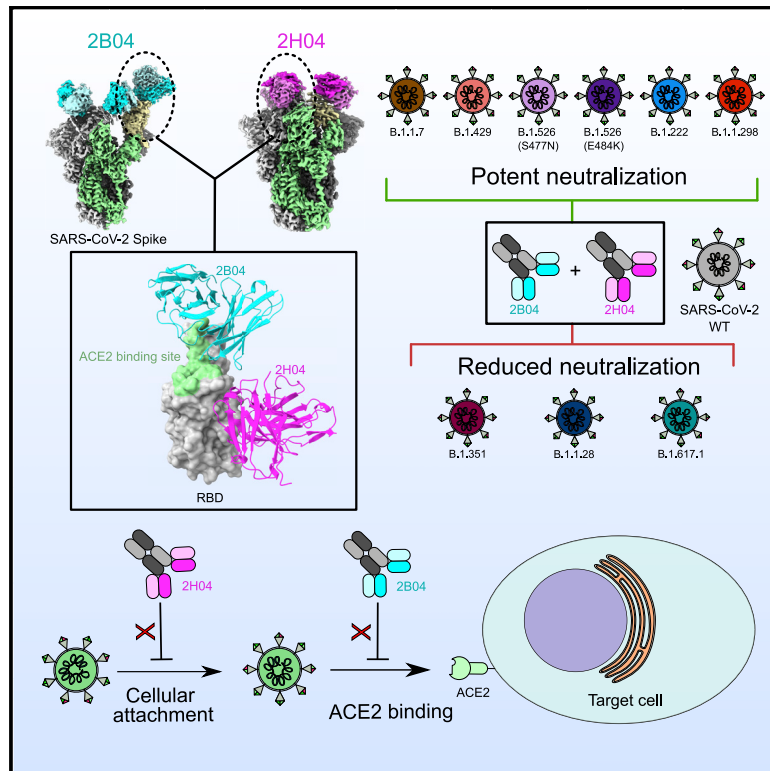 2B04
2H04
SARS-CoV-2 Spike
B.1.1.7
B.1.429
B.1.526
(S477N)
B.1.526
(E484K)
B.1.222
B.1.1.298
Potent neutralization
2B04
+
2H04
SARS-CoV-2
WT
Reduced neutralization
B.1.351
B.1.1.28
B.1.617.1
2B04
ACE2 binding site
2H04
RBD
2H04
X
Cellular
attachment
2B04
X
ACE2 binding
ACE2
Target cell